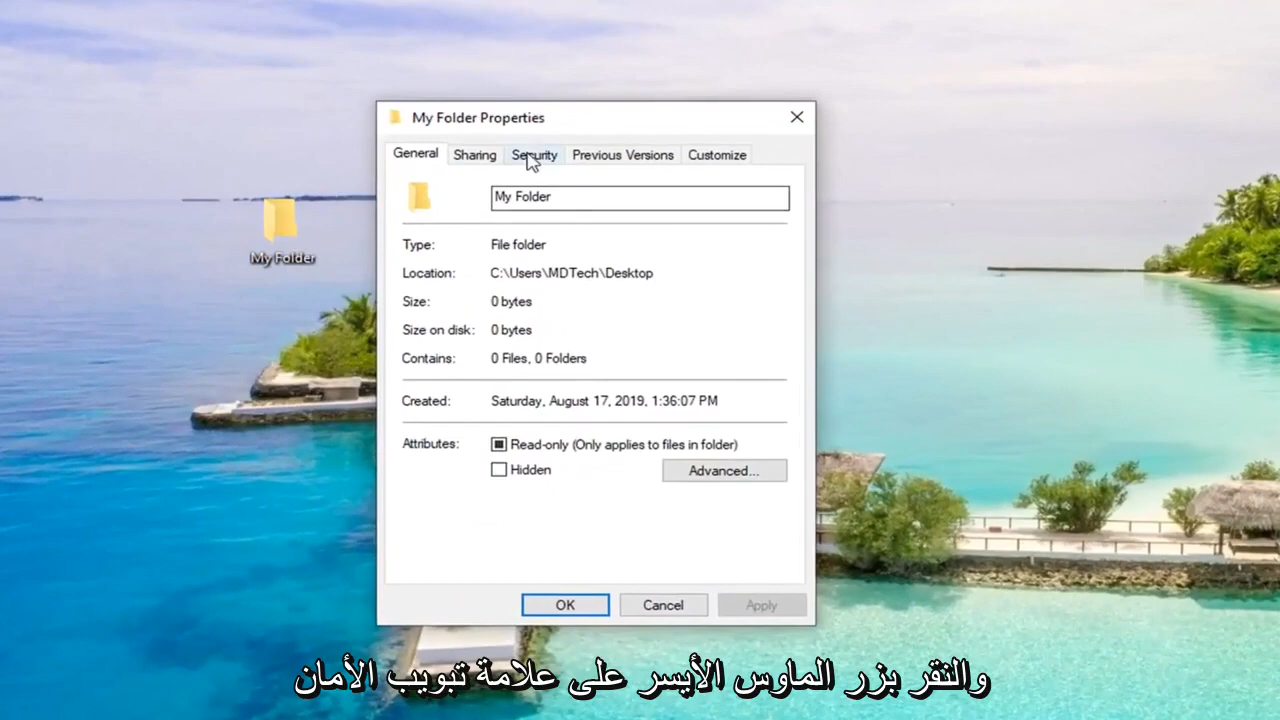 My Folder Properties
General
Sharing
Security
Previous Versions
Customize
My Folder
My Folder
Type: File folder
Location: C:\Users\MDTech\Desktop
Size: 0 bytes
Size on disk: 0 bytes
Contains: 0 Files, 0 Folders
Created: Saturday, August 17, 2019, 1:36:07 PM
Attributes: Read-only (Only applies to files in folder)
Hidden
Advanced...
OK
Cancel
Apply
والنقر بزر الماوس الأيسر على علامة تبويب الأمان